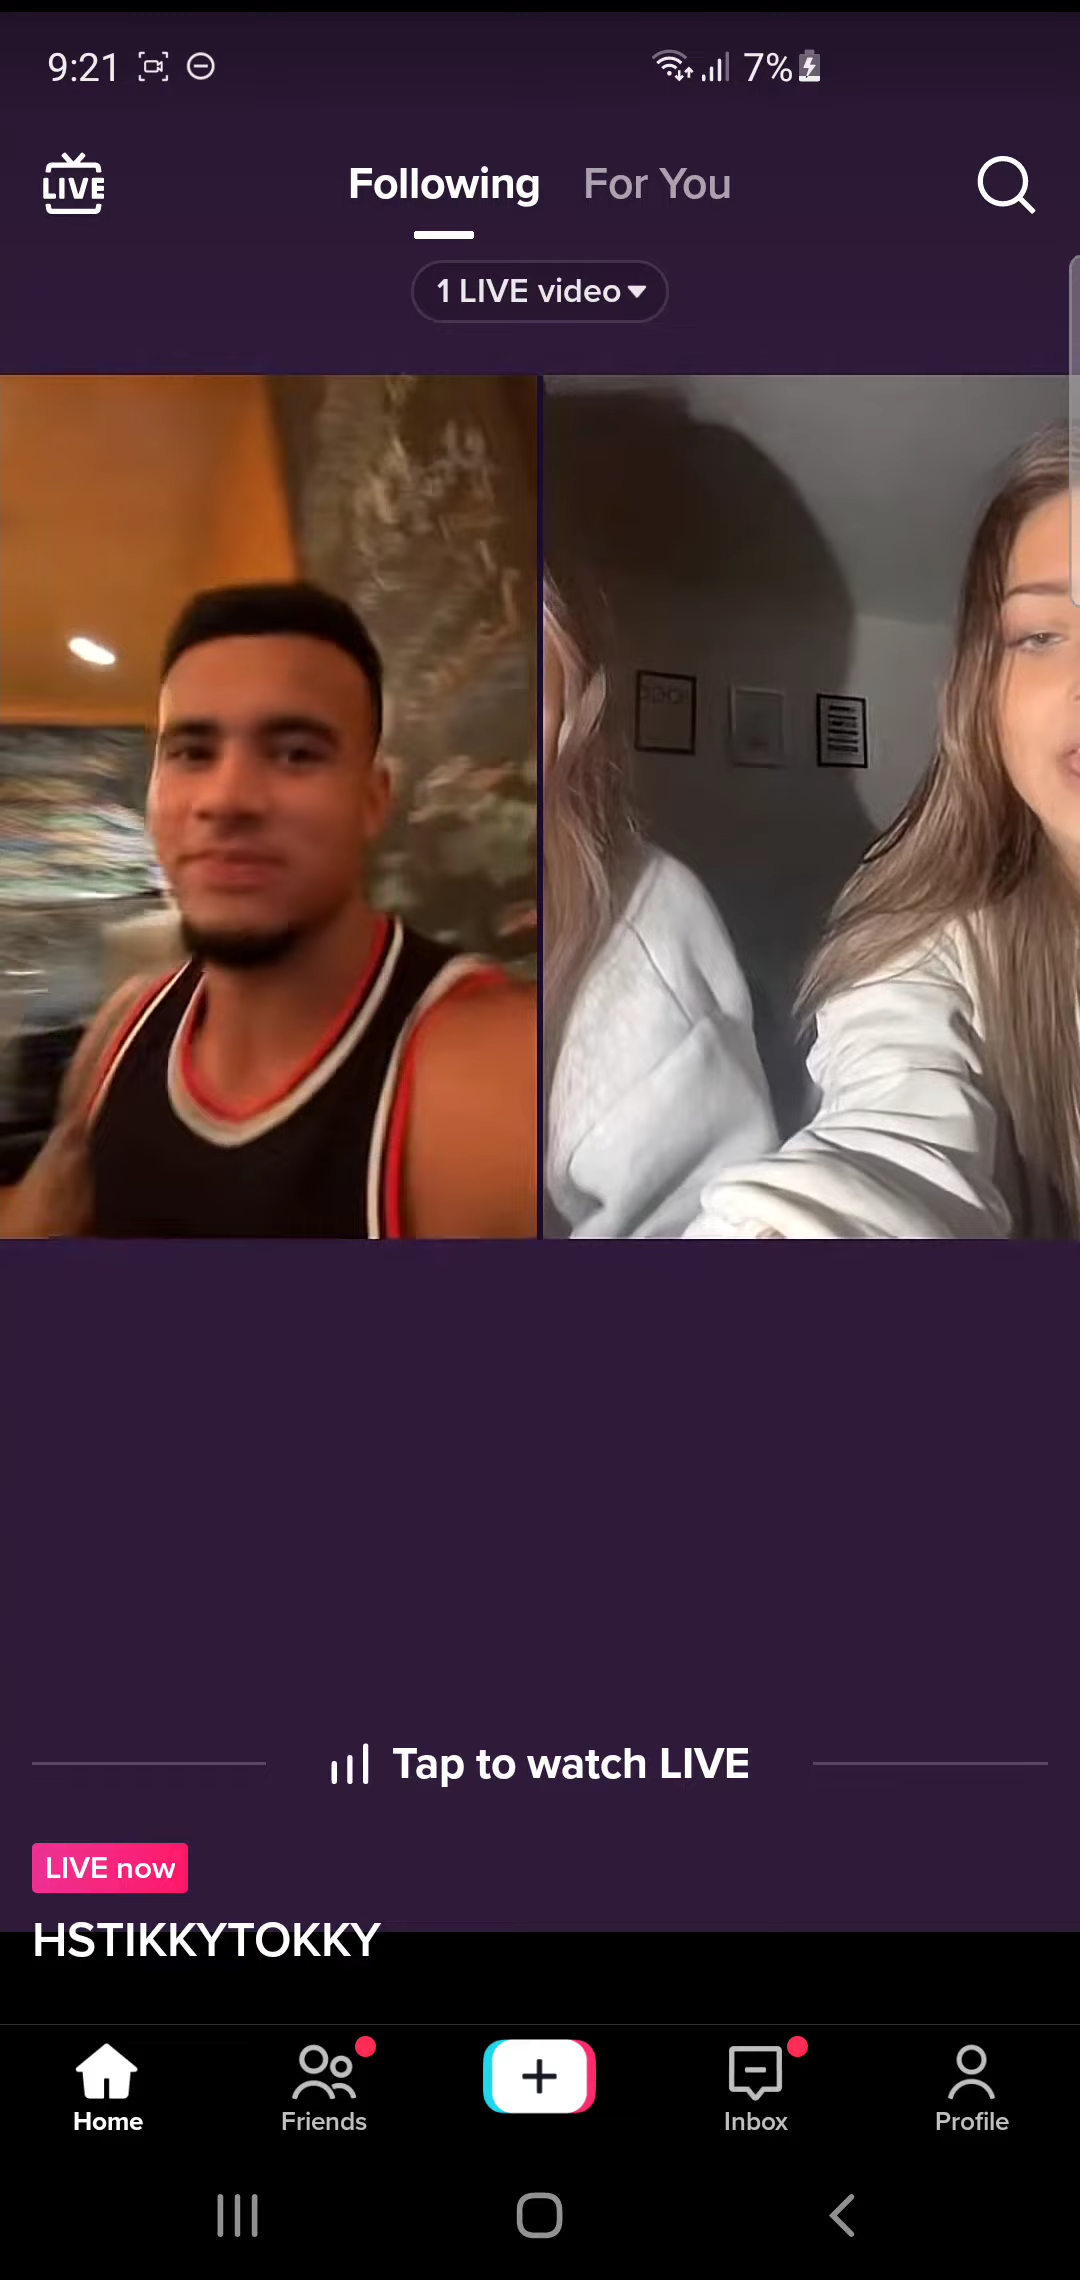 9:21
7%
LIVE
Following
For You
1 LIVE video
Tap to watch LIVE
LIVE now
HSTIKKYTOKKY
Home
Friends
Inbox
Profile